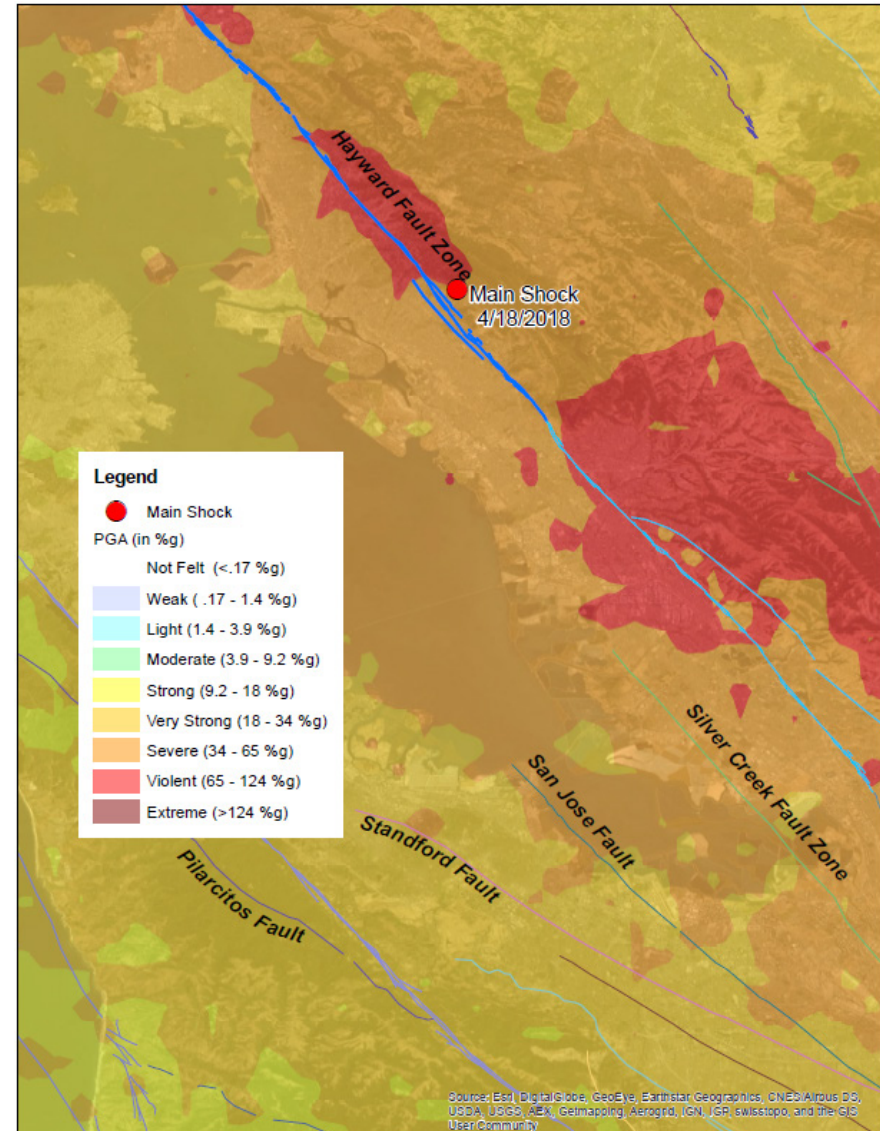 Hayward Fault Zone
Main Shock
4/18/2018
Legend
Main Shock
PGA (in %g)
Not Felt (<.17 %g)
Weak ( .17 - 1.4 %g)
Light (1.4 - 3.9 %g)
Moderate (3.9 - 9.2 %g)
Strong (9.2 - 18 %g)
Very Strong (18 - 34 %g)
Severe (34 - 65 %g)
Violent (65 - 124 %g)
Extreme (>124 %g)
Silver Creek Fault Zone
San Jose Fault
Standford Fault
Pilarcitos Fault
Source: Esri, DigitalGlobe, GeoEye, Earthstar Geographics, CNES/Airbus DS,
USDA, USGS, AEX, Getmapping, Aerogrid, IGN, IGP, swisstopo, and the GIS
User Community